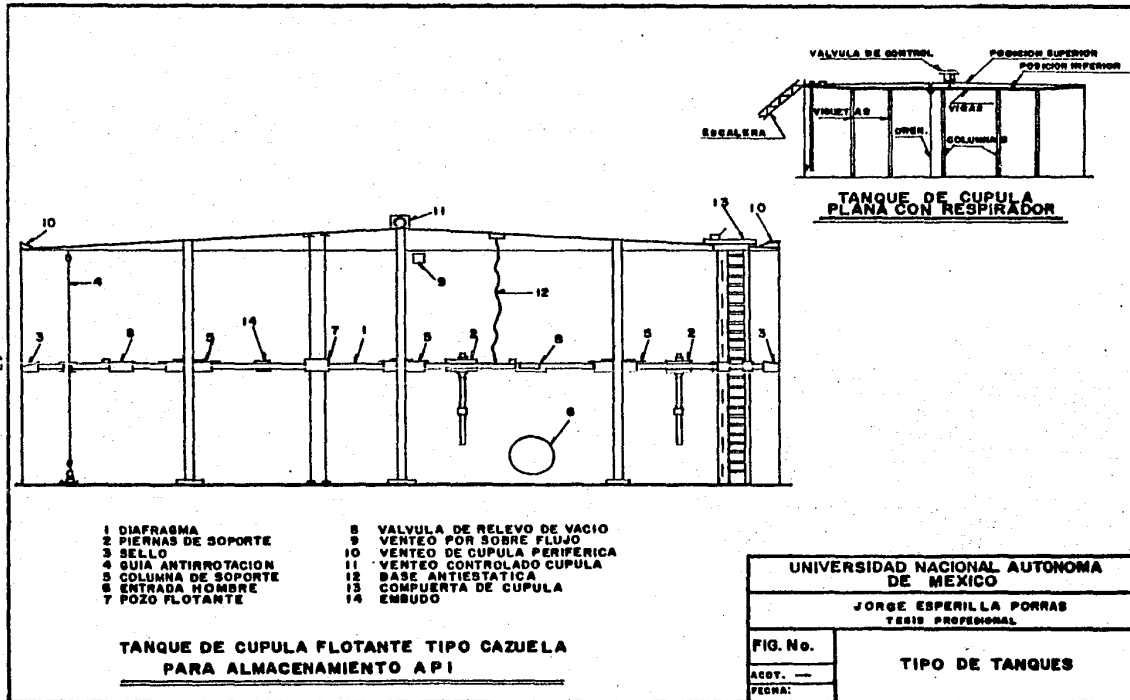 VALVULA DE CONTROL
POSICION SUPERIOR
POSICION INFERIOR
VIGUETAS
VIGAS
ESCALERA
DREN.
COLUMNAS
TANQUE DE CUPULA
PLANA CON RESPIRADOR
10
11
13
10
4
9
12
3
8
5
14
7
1
5
2
8
5
2
3
6
1 DIAFRAGMA
2 PIERNAS DE SOPORTE
3 SELLO
4 GUIA ANTIRROTACION
5 COLUMNA DE SOPORTE
6 ENTRADA HOMBRE
7 POZO FLOTANTE
8 VALVULA DE RELEVO DE VACIO
9 VENTEO POR SOBRE FLUJO
10 VENTEO DE CUPULA PERIFERICA
11 VENTEO CONTROLADO CUPULA
12 BASE ANTIESTATICA
13 COMPUERTA DE CUPULA
14 EMBUDO
TANQUE DE CUPULA FLOTANTE TIPO CAZUELA
PARA ALMACENAMIENTO API
UNIVERSIDAD NACIONAL AUTONOMA
DE MEXICO
JORGE ESPERILLA PORRAS
TESIS PROFESIONAL
FIG. No.
TIPO DE TANQUES
ACOT. —
FECHA: